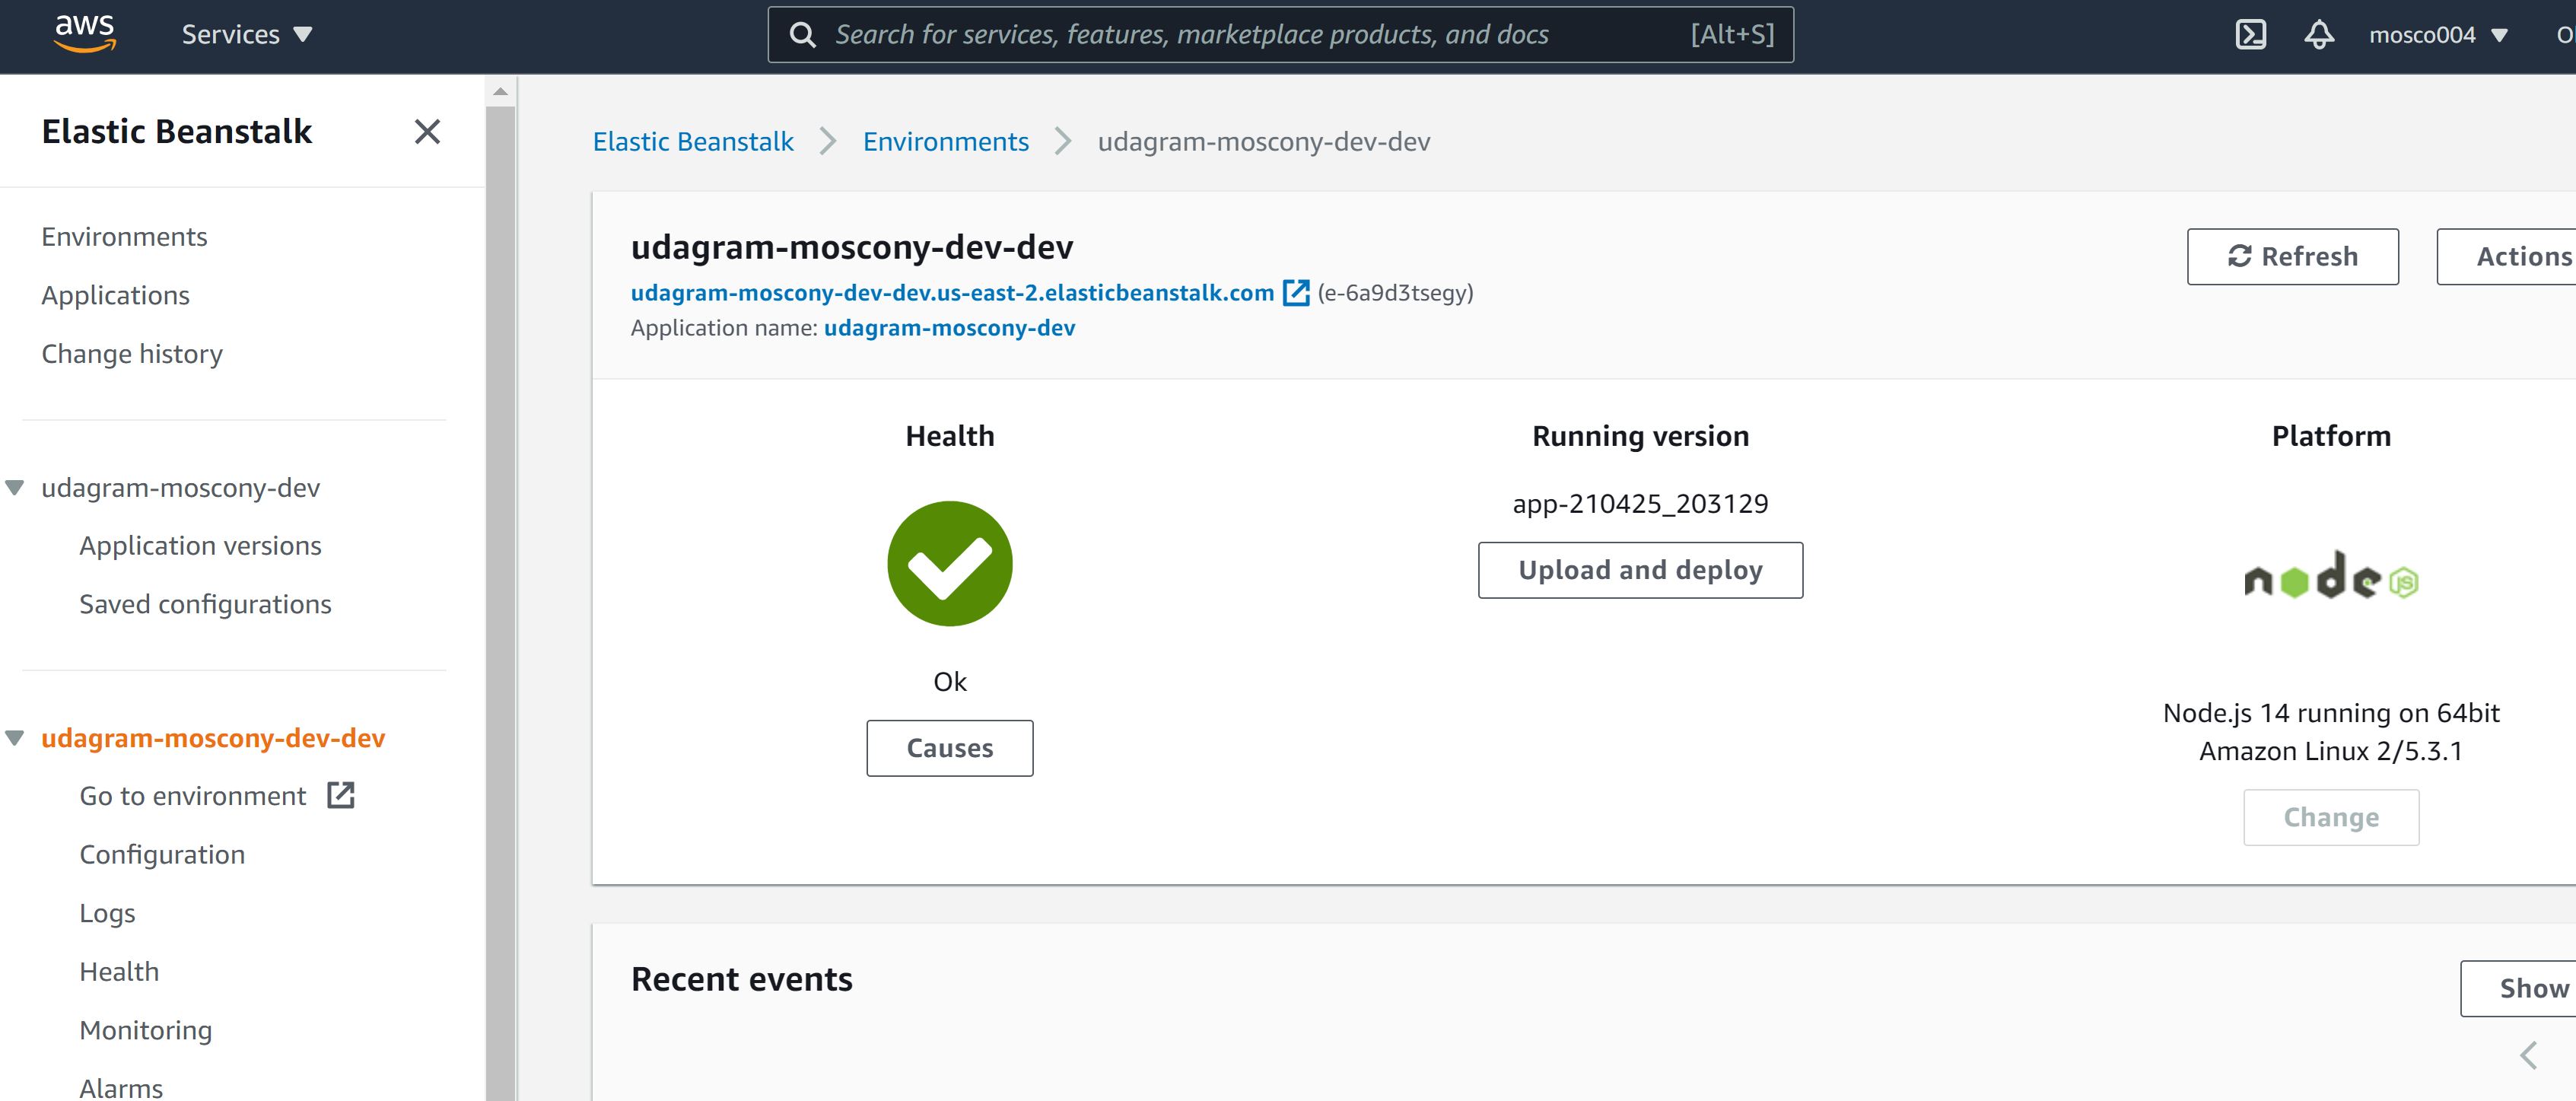 aws
Services
Search for services, features, marketplace products, and docs
[Alt+S]
mosco004
Elastic Beanstalk
Environments
Applications
Change history
udagram-moscony-dev
Application versions
Saved configurations
udagram-moscony-dev-dev
Go to environment
Configuration
Logs
Health
Monitoring
Alarms
Elastic Beanstalk
Environments
udagram-moscony-dev-dev
udagram-moscony-dev-dev
Refresh
Actions
udagram-moscony-dev-dev.us-east-2.elasticbeanstalk.com (e-6a9d3tsegy)
Application name: udagram-moscony-dev
Health
Ok
Causes
Running version
app-210425_203129
Upload and deploy
Platform
node JS
Node.js 14 running on 64bit
Amazon Linux 2/5.3.1
Change
Recent events
Show